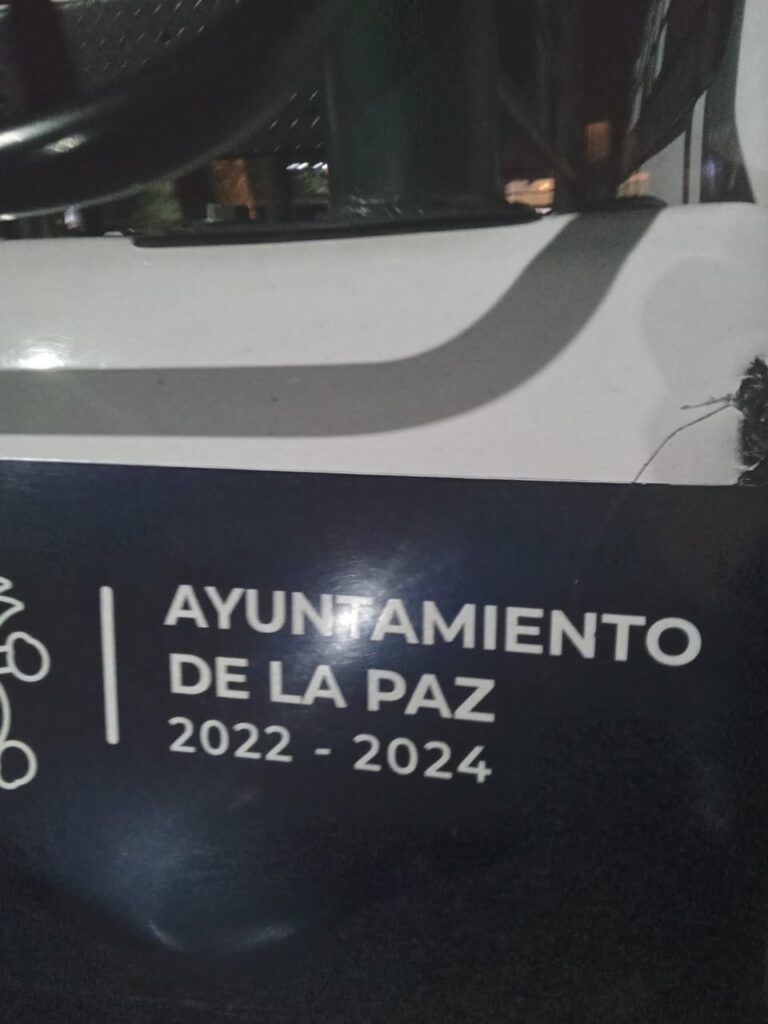 AYUNTAMIENTO
DE LA PAZ
2022 - 2024